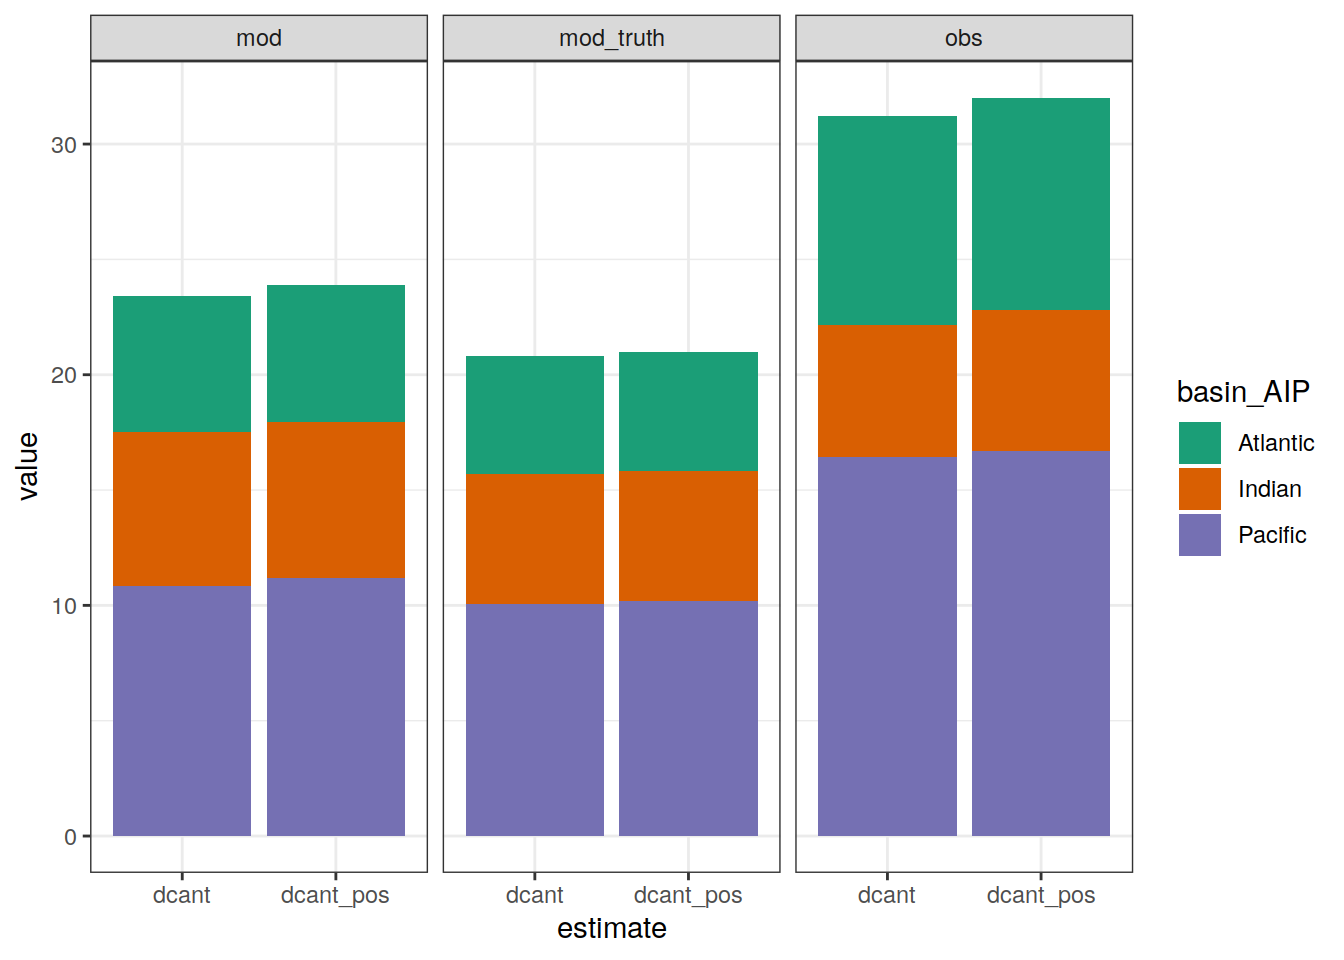 mod
mod_truth
obs
value
30
20
10
0
dcant
dcant_pos
dcant
dcant_pos
dcant
dcant_pos
estimate
basin_AIP
Atlantic
Indian
Pacific